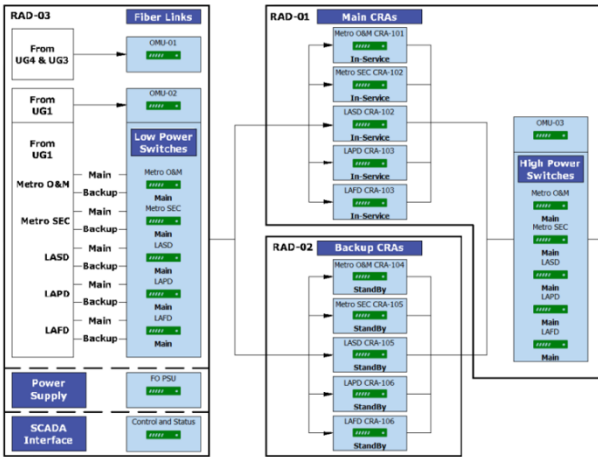 RAD-03
Fiber Links
From
UG4 & UG3
OMU-01
From
UG1
OMU-02
From
UG1
Low Power
Switches
Metro O&M
Main
Backup
Metro O&M
Main
Metro SEC
Main
Backup
Metro SEC
Main
LASD
Main
Backup
LASD
Main
LAPD
Main
Backup
LAPD
Main
LAFD
Main
Backup
LAFD
Main
Power
Supply
FO PSU
SCADA
Interface
Control and Status
RAD-01
Main CRAs
Metro O&M CRA-101
In-Service
Metro SEC CRA-102
In-Service
LASD CRA-102
In-Service
LAPD CRA-103
In-Service
LAFD CRA-103
In-Service
RAD-02
Backup CRAs
Metro O&M CRA-104
StandBy
Metro SEC CRA-105
StandBy
LASD CRA-105
StandBy
LAPD CRA-106
StandBy
LAFD CRA-106
StandBy
OMU-03
High Power
Switches
Metro O&M
Main
Metro SEC
Main
LASD
Main
LAPD
Main
LAFD
Main